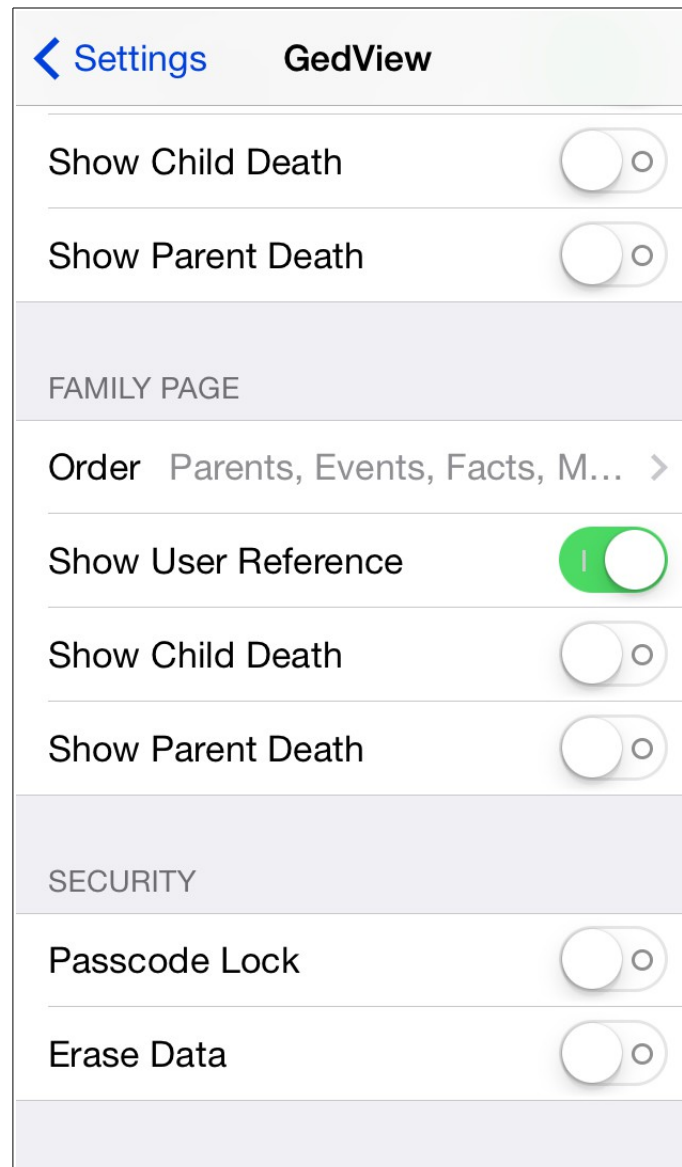 Settings GedView
Show Child Death
Show Parent Death
FAMILY PAGE
Order Parents, Events, Facts, M...
Show User Reference
Show Child Death
Show Parent Death
SECURITY
Passcode Lock
Erase Data